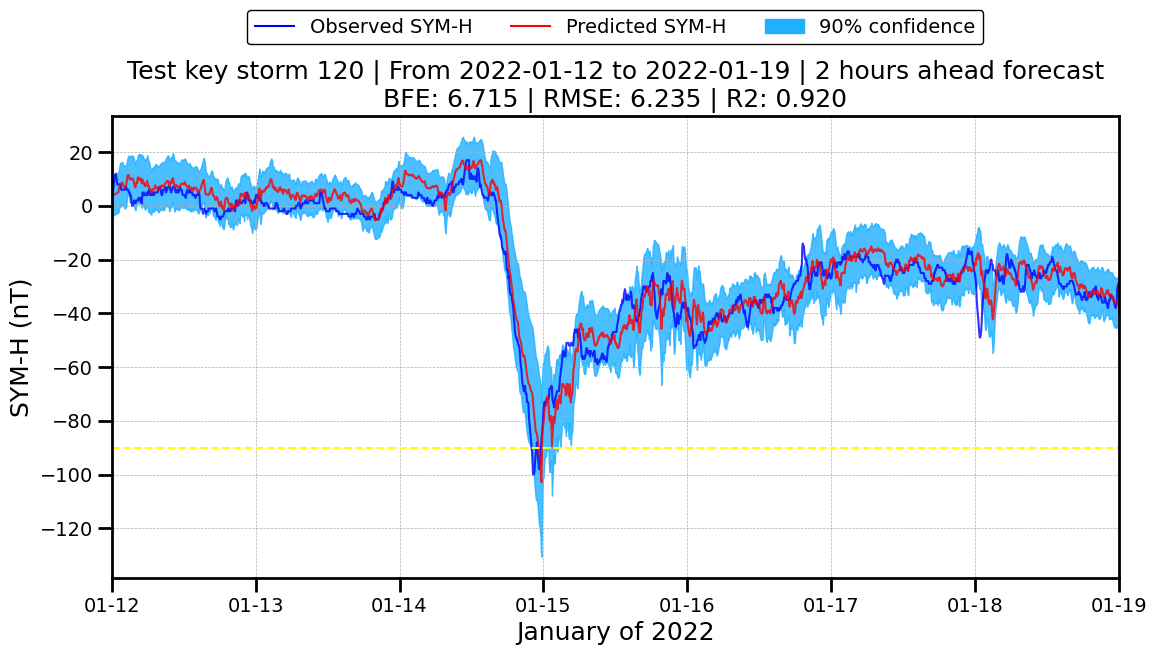 Observed SYM-H Predicted SYM-H 90% confidence
Test key storm 120 | From 2022-01-12 to 2022-01-19 | 2 hours ahead forecast
BFE: 6.715 | RMSE: 6.235 | R2: 0.920
SYM-H (nT)
20
0
−20
−40
−60
−80
−100
−120
01-12 01-13 01-14 01-15 01-16 01-17 01-18 01-19
January of 2022